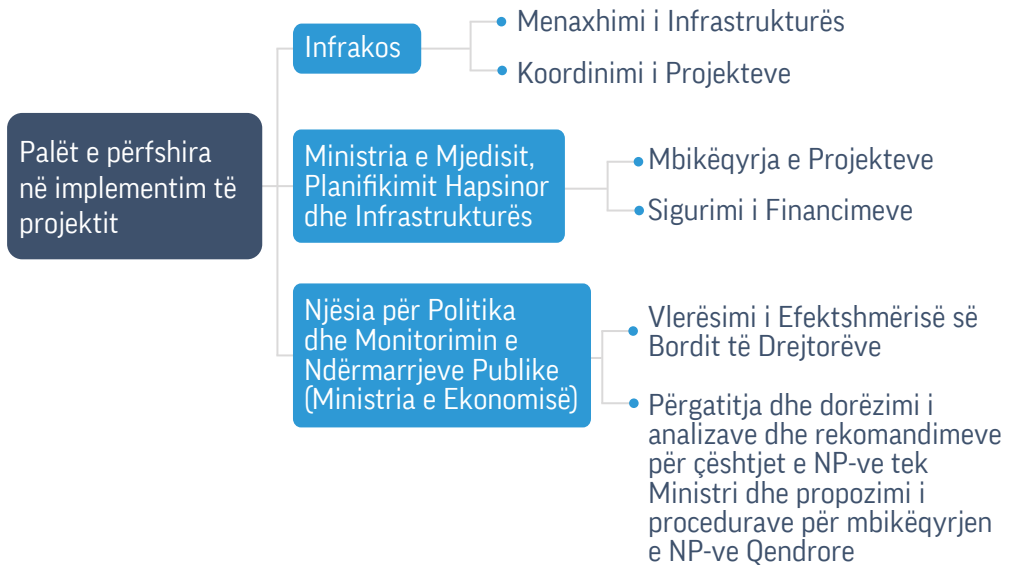 Palët e përfshira
në implementim të
projektit
Infrakos
Menaxhimi i Infrastrukturës
Koordinimi i Projekteve
Ministria e Mjedisit,
Planifikimit Hapsinor
dhe Infrastrukturës
Mbikëqyrja e Projekteve
Sigurimi i Financimeve
Njësia për Politika
dhe Monitorimin e
Ndërmarrjeve Publike
(Ministria e Ekonomisë)
Vlerësimi i Efektshmërisë së
Bordit të Drejtorëve
Përgatitja dhe dorëzimi i
analizave dhe rekomandimeve
për çështjet e NP-ve tek
Ministri dhe propozimi i
procedurave për mbikëqyrjen
e NP-ve Qendrore